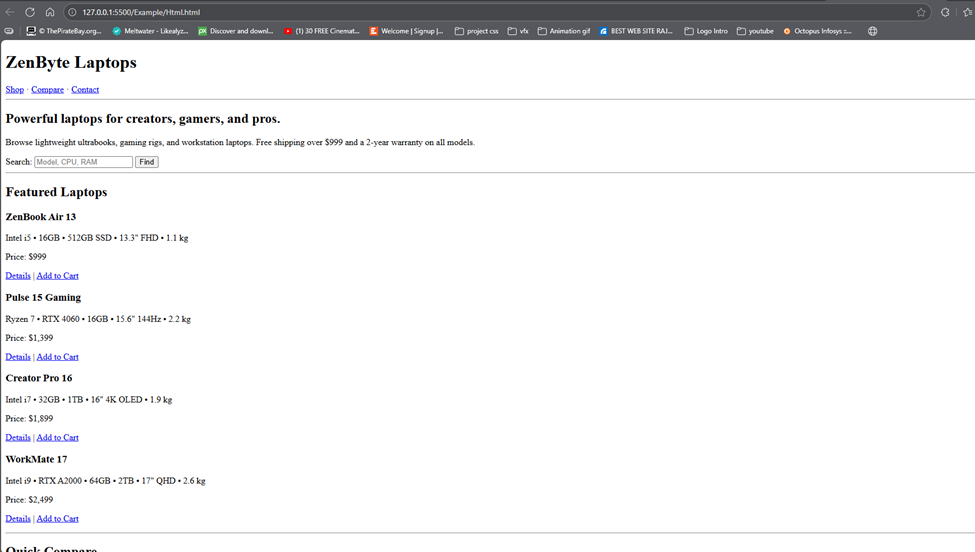 127.0.0.1:5500/Example/Html.html
© ThePirateBay.org... Meltwater - Likealyz... Discover and downl... (1) 30 FREE Cinemat... Welcome | Signup |... project css vfx Animation gif BEST WEB SITE RAJ... Logo Intro youtube Octopus Infosys ::...
ZenByte Laptops
Shop · Compare · Contact
Powerful laptops for creators, gamers, and pros.
Browse lightweight ultrabooks, gaming rigs, and workstation laptops. Free shipping over $999 and a 2-year warranty on all models.
Search: Model, CPU, RAM Find
Featured Laptops
ZenBook Air 13
Intel i5 • 16GB • 512GB SSD • 13.3" FHD • 1.1 kg
Price: $999
Details | Add to Cart
Pulse 15 Gaming
Ryzen 7 • RTX 4060 • 16GB • 15.6" 144Hz • 2.2 kg
Price: $1,399
Details | Add to Cart
Creator Pro 16
Intel i7 • 32GB • 1TB • 16" 4K OLED • 1.9 kg
Price: $1,899
Details | Add to Cart
WorkMate 17
Intel i9 • RTX A2000 • 64GB • 2TB • 17" QHD • 2.6 kg
Price: $2,499
Details | Add to Cart
Quick Compare